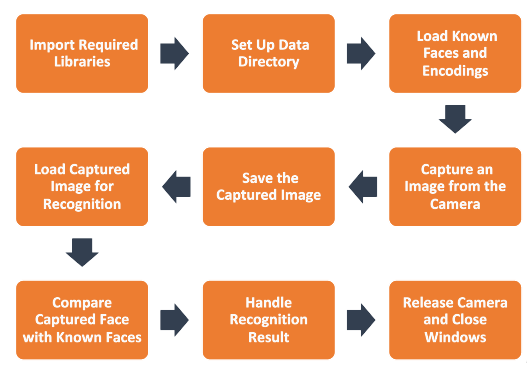 Import Required
Libraries
Set Up Data
Directory
Load Known
Faces and
Encodings
Capture an
Image from the
Camera
Save the
Captured Image
Load Captured
Image for
Recognition
Compare
Captured Face
with Known Faces
Handle
Recognition
Result
Release Camera
and Close
Windows